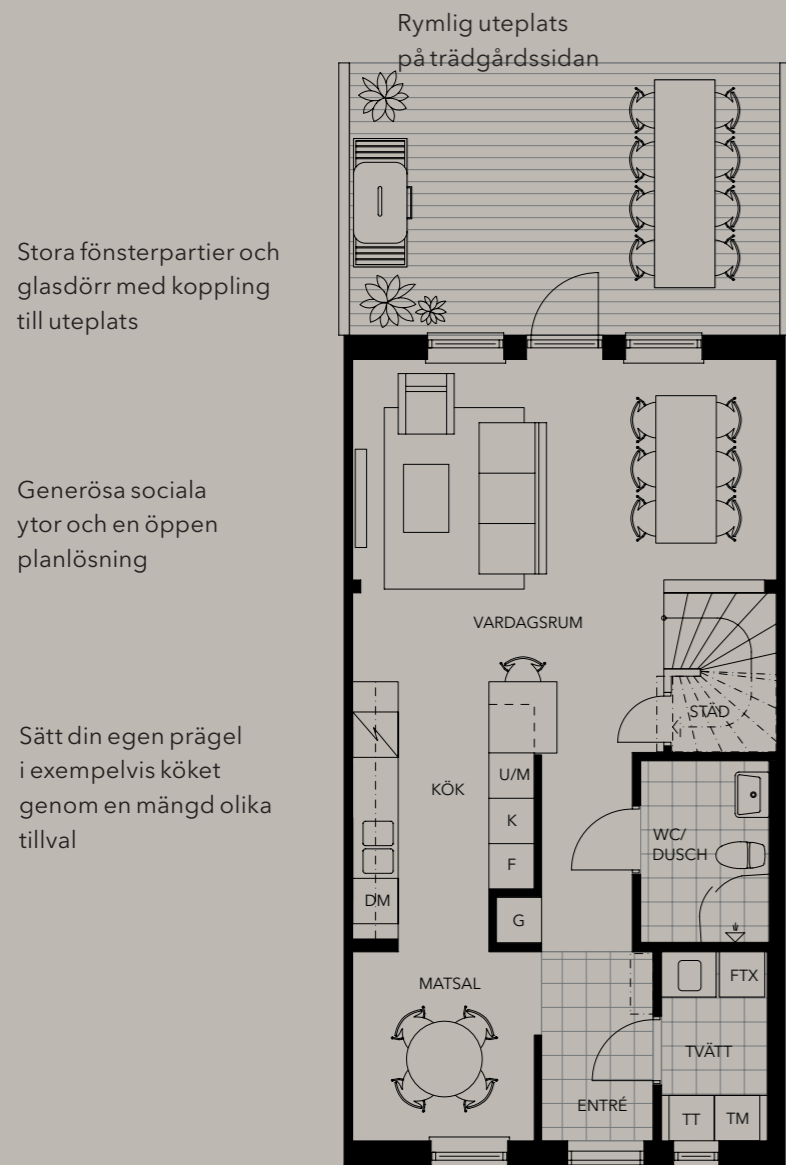 Rymlig uteplats
på trädgårdssidan
Stora fönsterpartier och
glasdörr med koppling
till uteplats
Generösa sociala
ytor och en öppen
planlösning
Sätt din egen prägel
i exempelvis köket
genom en mängd olika
tillval
VARDAGSRUM
STÄD
KÖK
U/M
K
F
G
DM
WC/
DUSCH
MATSAL
FTX
TVÄTT
ENTRÉ
TT
TM